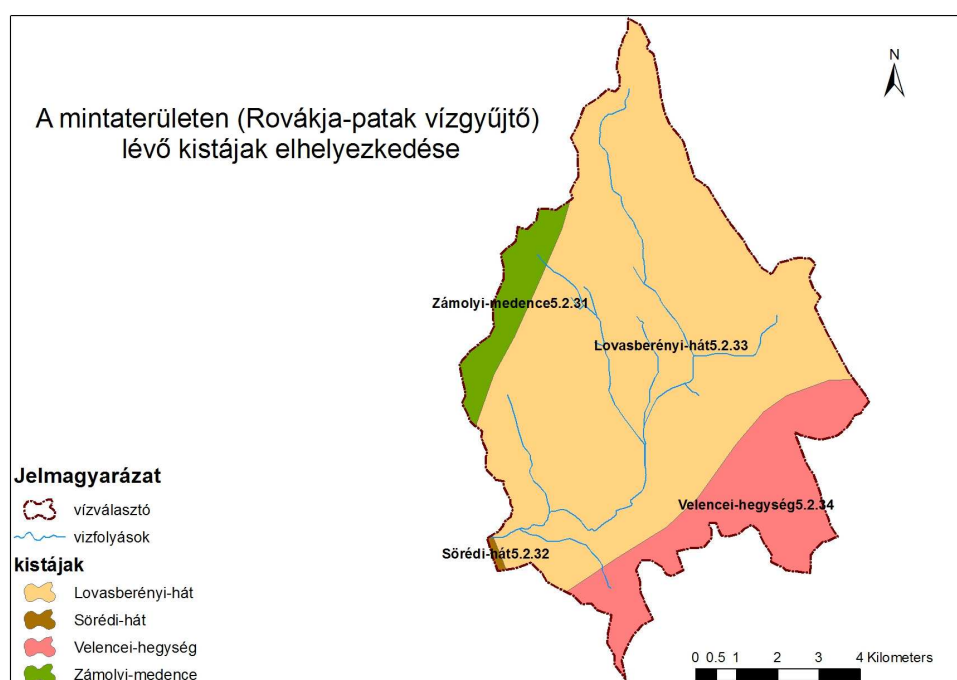 A mintaterületen (Rovákja-patak vízgyűjtő)
lévő kistájak elhelyezkedése
N
Zámolyi-medence5.2.31
Lovasberényi-hát5.2.33
Velencei-hegység5.2.34
Sörédi-hát5.2.32
Jelmagyarázat
vízválasztó
vizfolyások
kistájak
Lovasberényi-hát
Sörédi-hát
Velencei-hegység
Zámolyi-medence
0 0.5 1 2 3 4 Kilometers